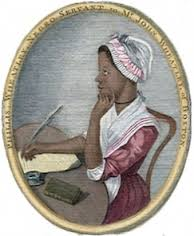 PHILLIS WHEATLEY, NEGRO SERVANT TO MR. JOHN WHEATLEY, OF BOSTON.